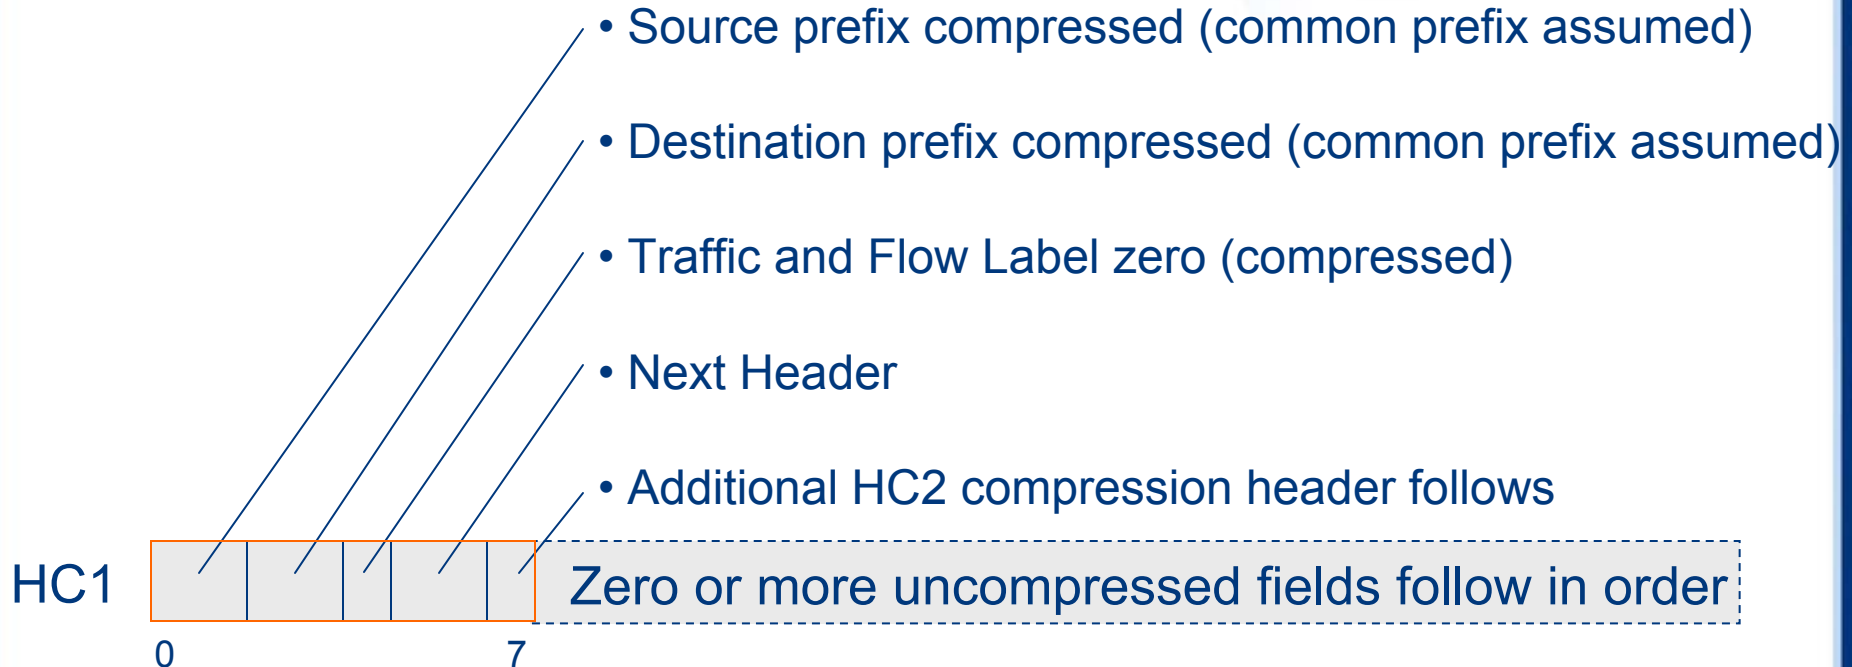 • Source prefix compressed (common prefix assumed)
• Destination prefix compressed (common prefix assumed)
• Traffic and Flow Label zero (compressed)
• Next Header
• Additional HC2 compression header follows
HC1 Zero or more uncompressed fields follow in order
0 7